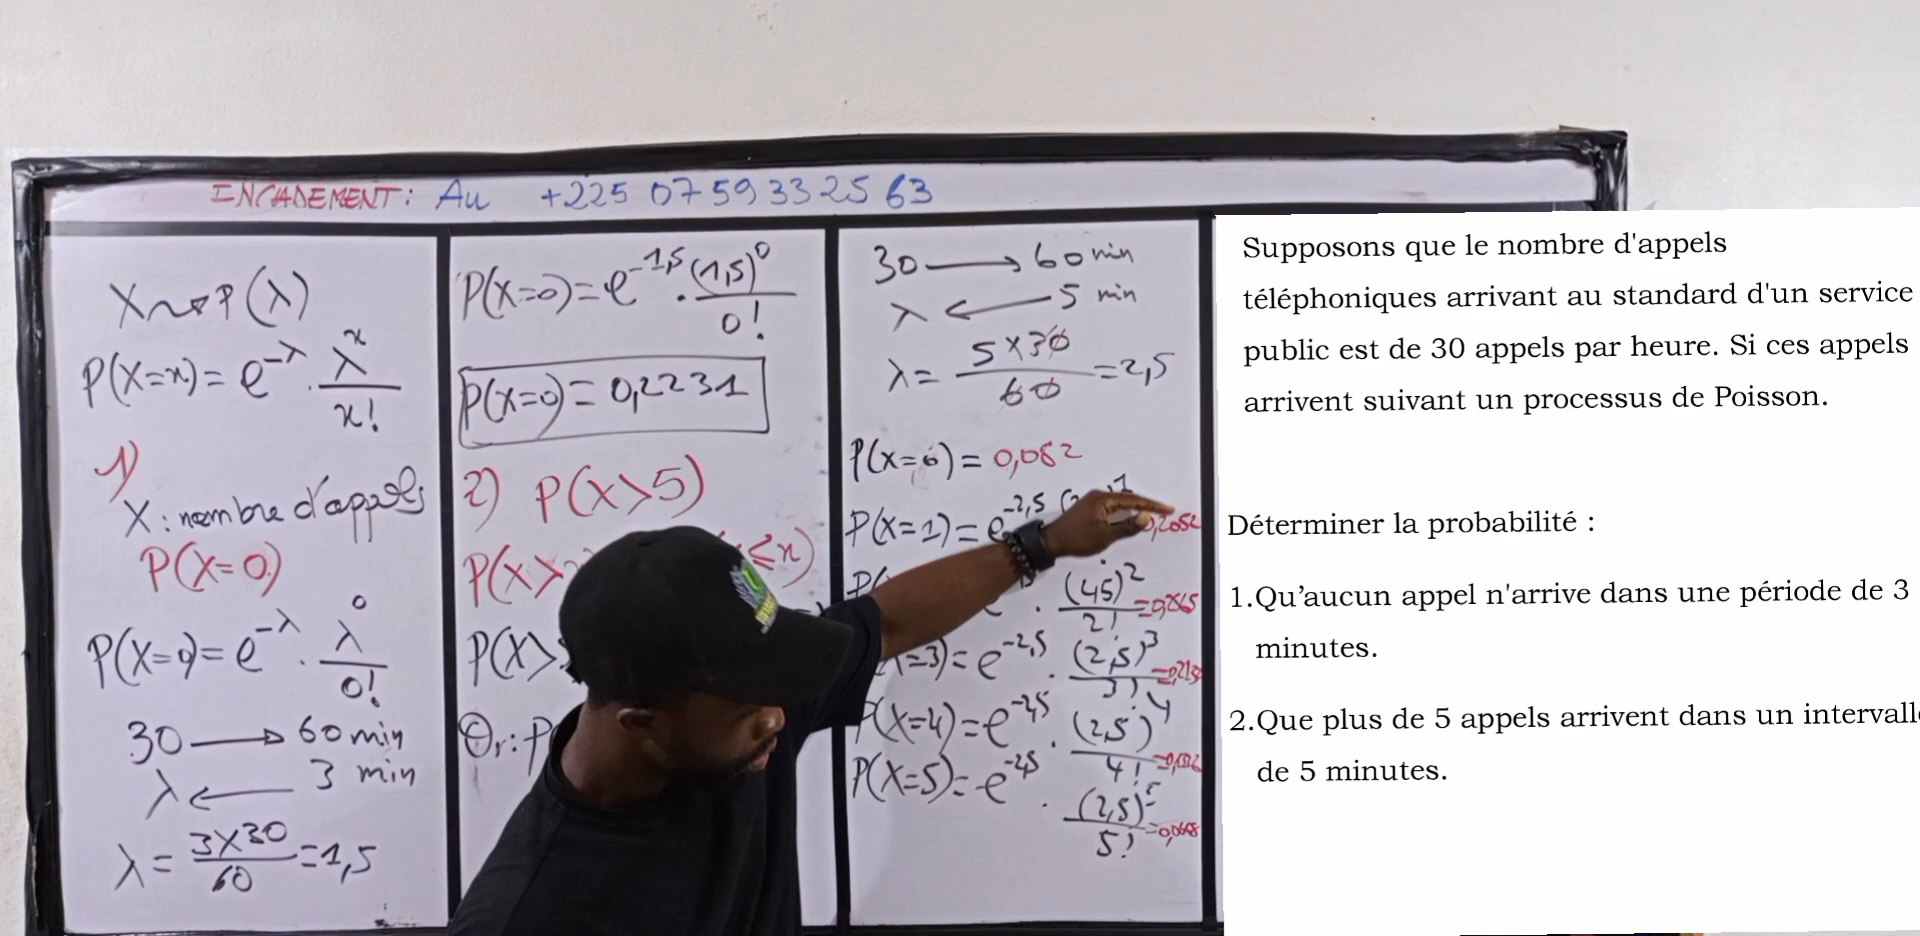 INCADEMENT: Au +225 07 59 33 25 63
X ⇝ P(λ)
P(X=x) = e^-λ . λ^x / x!
1)
X : nombre d'appels
P(X=0)
P(X=0) = e^-λ . λ^0 / 0!
30 → 60 min
λ ← 3 min
λ = 3×30 / 60 = 1,5
P(X=0) = e^-1,5 . (1,5)^0 / 0!
P(X=0) = 0,2231
2) P(X>5)
P(X> ≤x)
P(X>
Or: P
30 → 60 min
λ ← 5 min
λ = 5×30 / 60 = 2,5
P(X=0) = 0,082
P(X=1) = e^-2,5 0,2052
(2,5)^2 / 2! = 0,2565
=3) = e^-2,5 . (2,5)^3 / 3! = 0,213
P(X=4) = e^-2,5 . (2,5)^4 / 4!
P(X=5) = e^-2,5 . (2,5)^5 / 5! = 0,0668
Supposons que le nombre d'appels
téléphoniques arrivant au standard d'un service
public est de 30 appels par heure. Si ces appels
arrivent suivant un processus de Poisson.
Déterminer la probabilité :
1.Qu'aucun appel n'arrive dans une période de 3
minutes.
2.Que plus de 5 appels arrivent dans un intervalle
de 5 minutes.